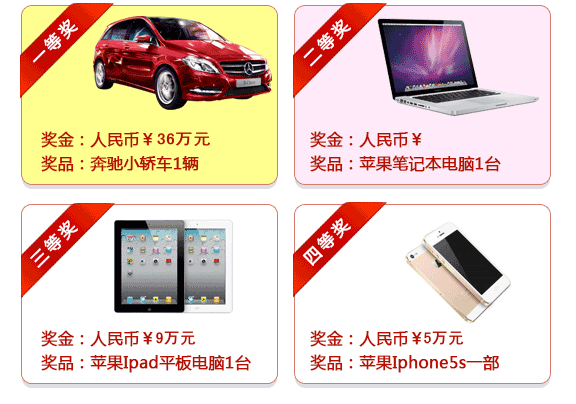 一等奖
奖金：人民币￥36万元
奖品：奔驰小轿车1辆
二等奖
奖金：人民币￥
奖品：苹果笔记本电脑1台
三等奖
奖金：人民币￥9万元
奖品：苹果Ipad平板电脑1台
四等奖
奖金：人民币￥5万元
奖品：苹果Iphone5s一部